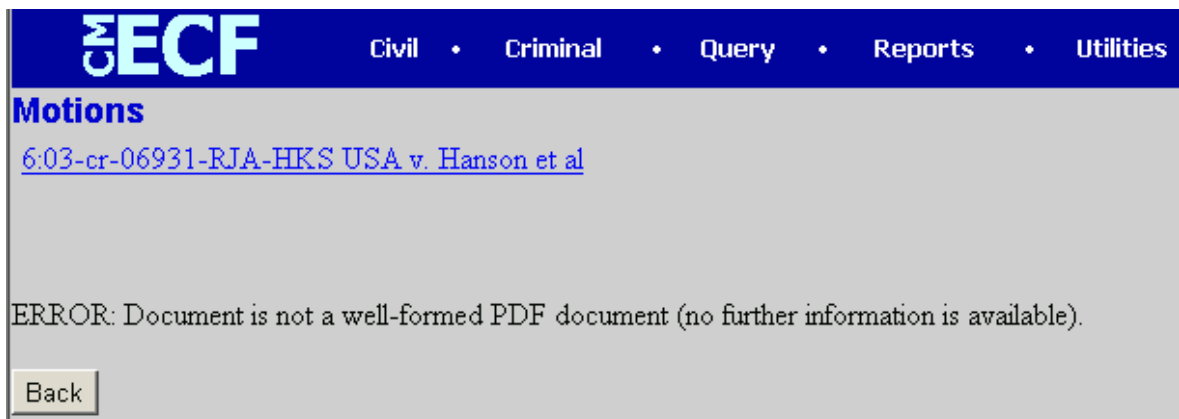 CM ECF Civil • Criminal • Query • Reports • Utilities
Motions
6:03-cr-06931-RJA-HKS USA v. Hanson et al
ERROR: Document is not a well-formed PDF document (no further information is available).
Back